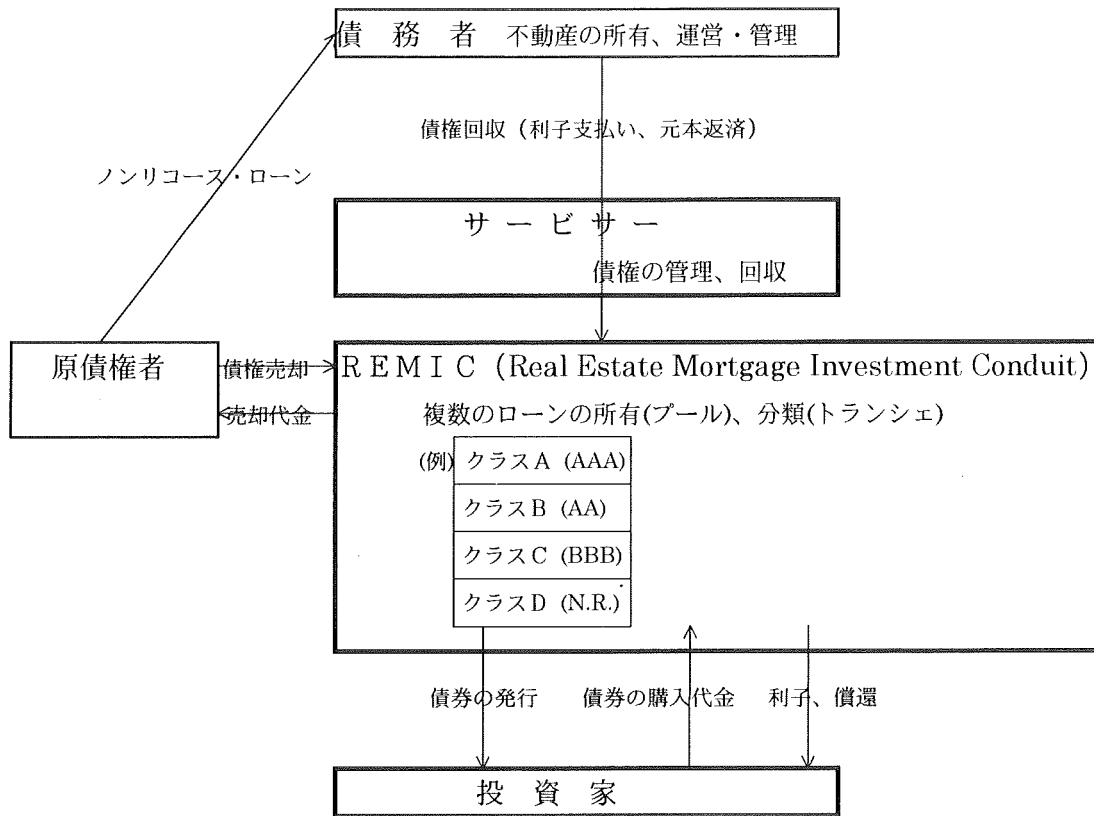 債　務　者　不動産の所有、運営・管理
債権回収（利子支払い、元本返済）
ノンリコース・ローン
サ　ー　ビ　サ　ー
債権の管理、回収
原債権者
債権売却
売却代金
ＲＥＭＩＣ（Real Estate Mortgage Investment Conduit）
複数のローンの所有(プール)、分類(トランシェ)
(例)
クラスA (AAA)
クラスB (AA)
クラスC (BBB)
クラスD (N.R.)
債券の発行　債券の購入代金　利子、償還
投　資　家